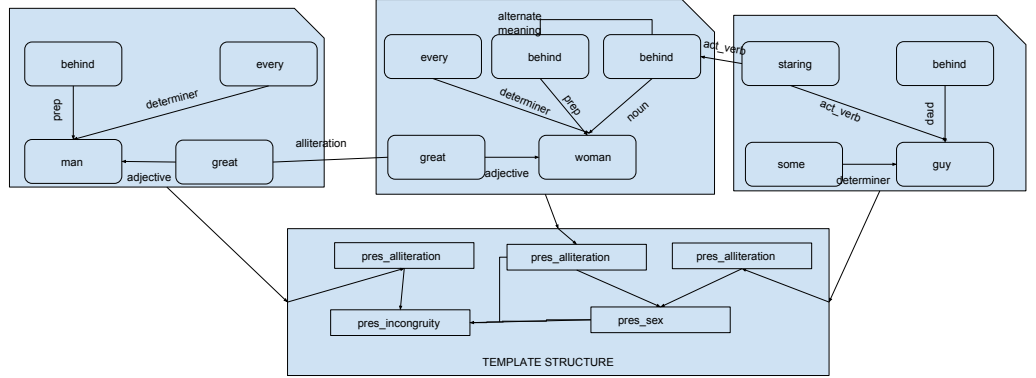 behind
every
prep
determiner
man
great
adjective
alliteration
alternate
meaning
every
behind
behind
determiner
prep
noun
great
woman
adjective
act_verb
staring
behind
act_verb
prep
some
guy
determiner
pres_alliteration
pres_alliteration
pres_alliteration
pres_incongruity
pres_sex
TEMPLATE STRUCTURE